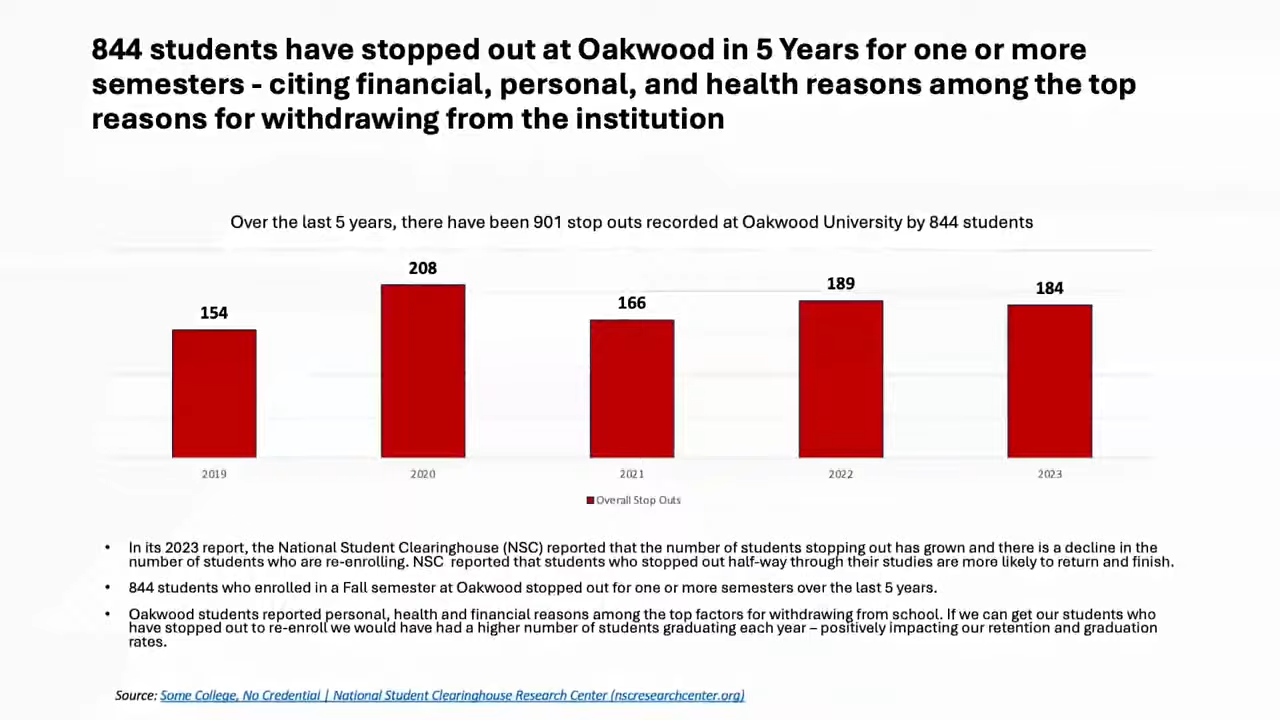 844 students have stopped out at Oakwood in 5 Years for one or more
semesters - citing financial, personal, and health reasons among the top
reasons for withdrawing from the institution
Over the last 5 years, there have been 901 stop outs recorded at Oakwood University by 844 students
154
208
166
189
184
2019
2020
2021
2022
2023
Overall Stop Outs
• In its 2023 report, the National Student Clearinghouse (NSC) reported that the number of students stopping out has grown and there is a decline in the
number of students who are re-enrolling. NSC reported that students who stopped out half-way through their studies are more likely to return and finish.
• 844 students who enrolled in a Fall semester at Oakwood stopped out for one or more semesters over the last 5 years.
• Oakwood students reported personal, health and financial reasons among the top factors for withdrawing from school. If we can get our students who
have stopped out to re-enroll we would have had a higher number of students graduating each year – positively impacting our retention and graduation
rates.
Source: Some College, No Credential | National Student Clearinghouse Research Center (nscresearchcenter.org)